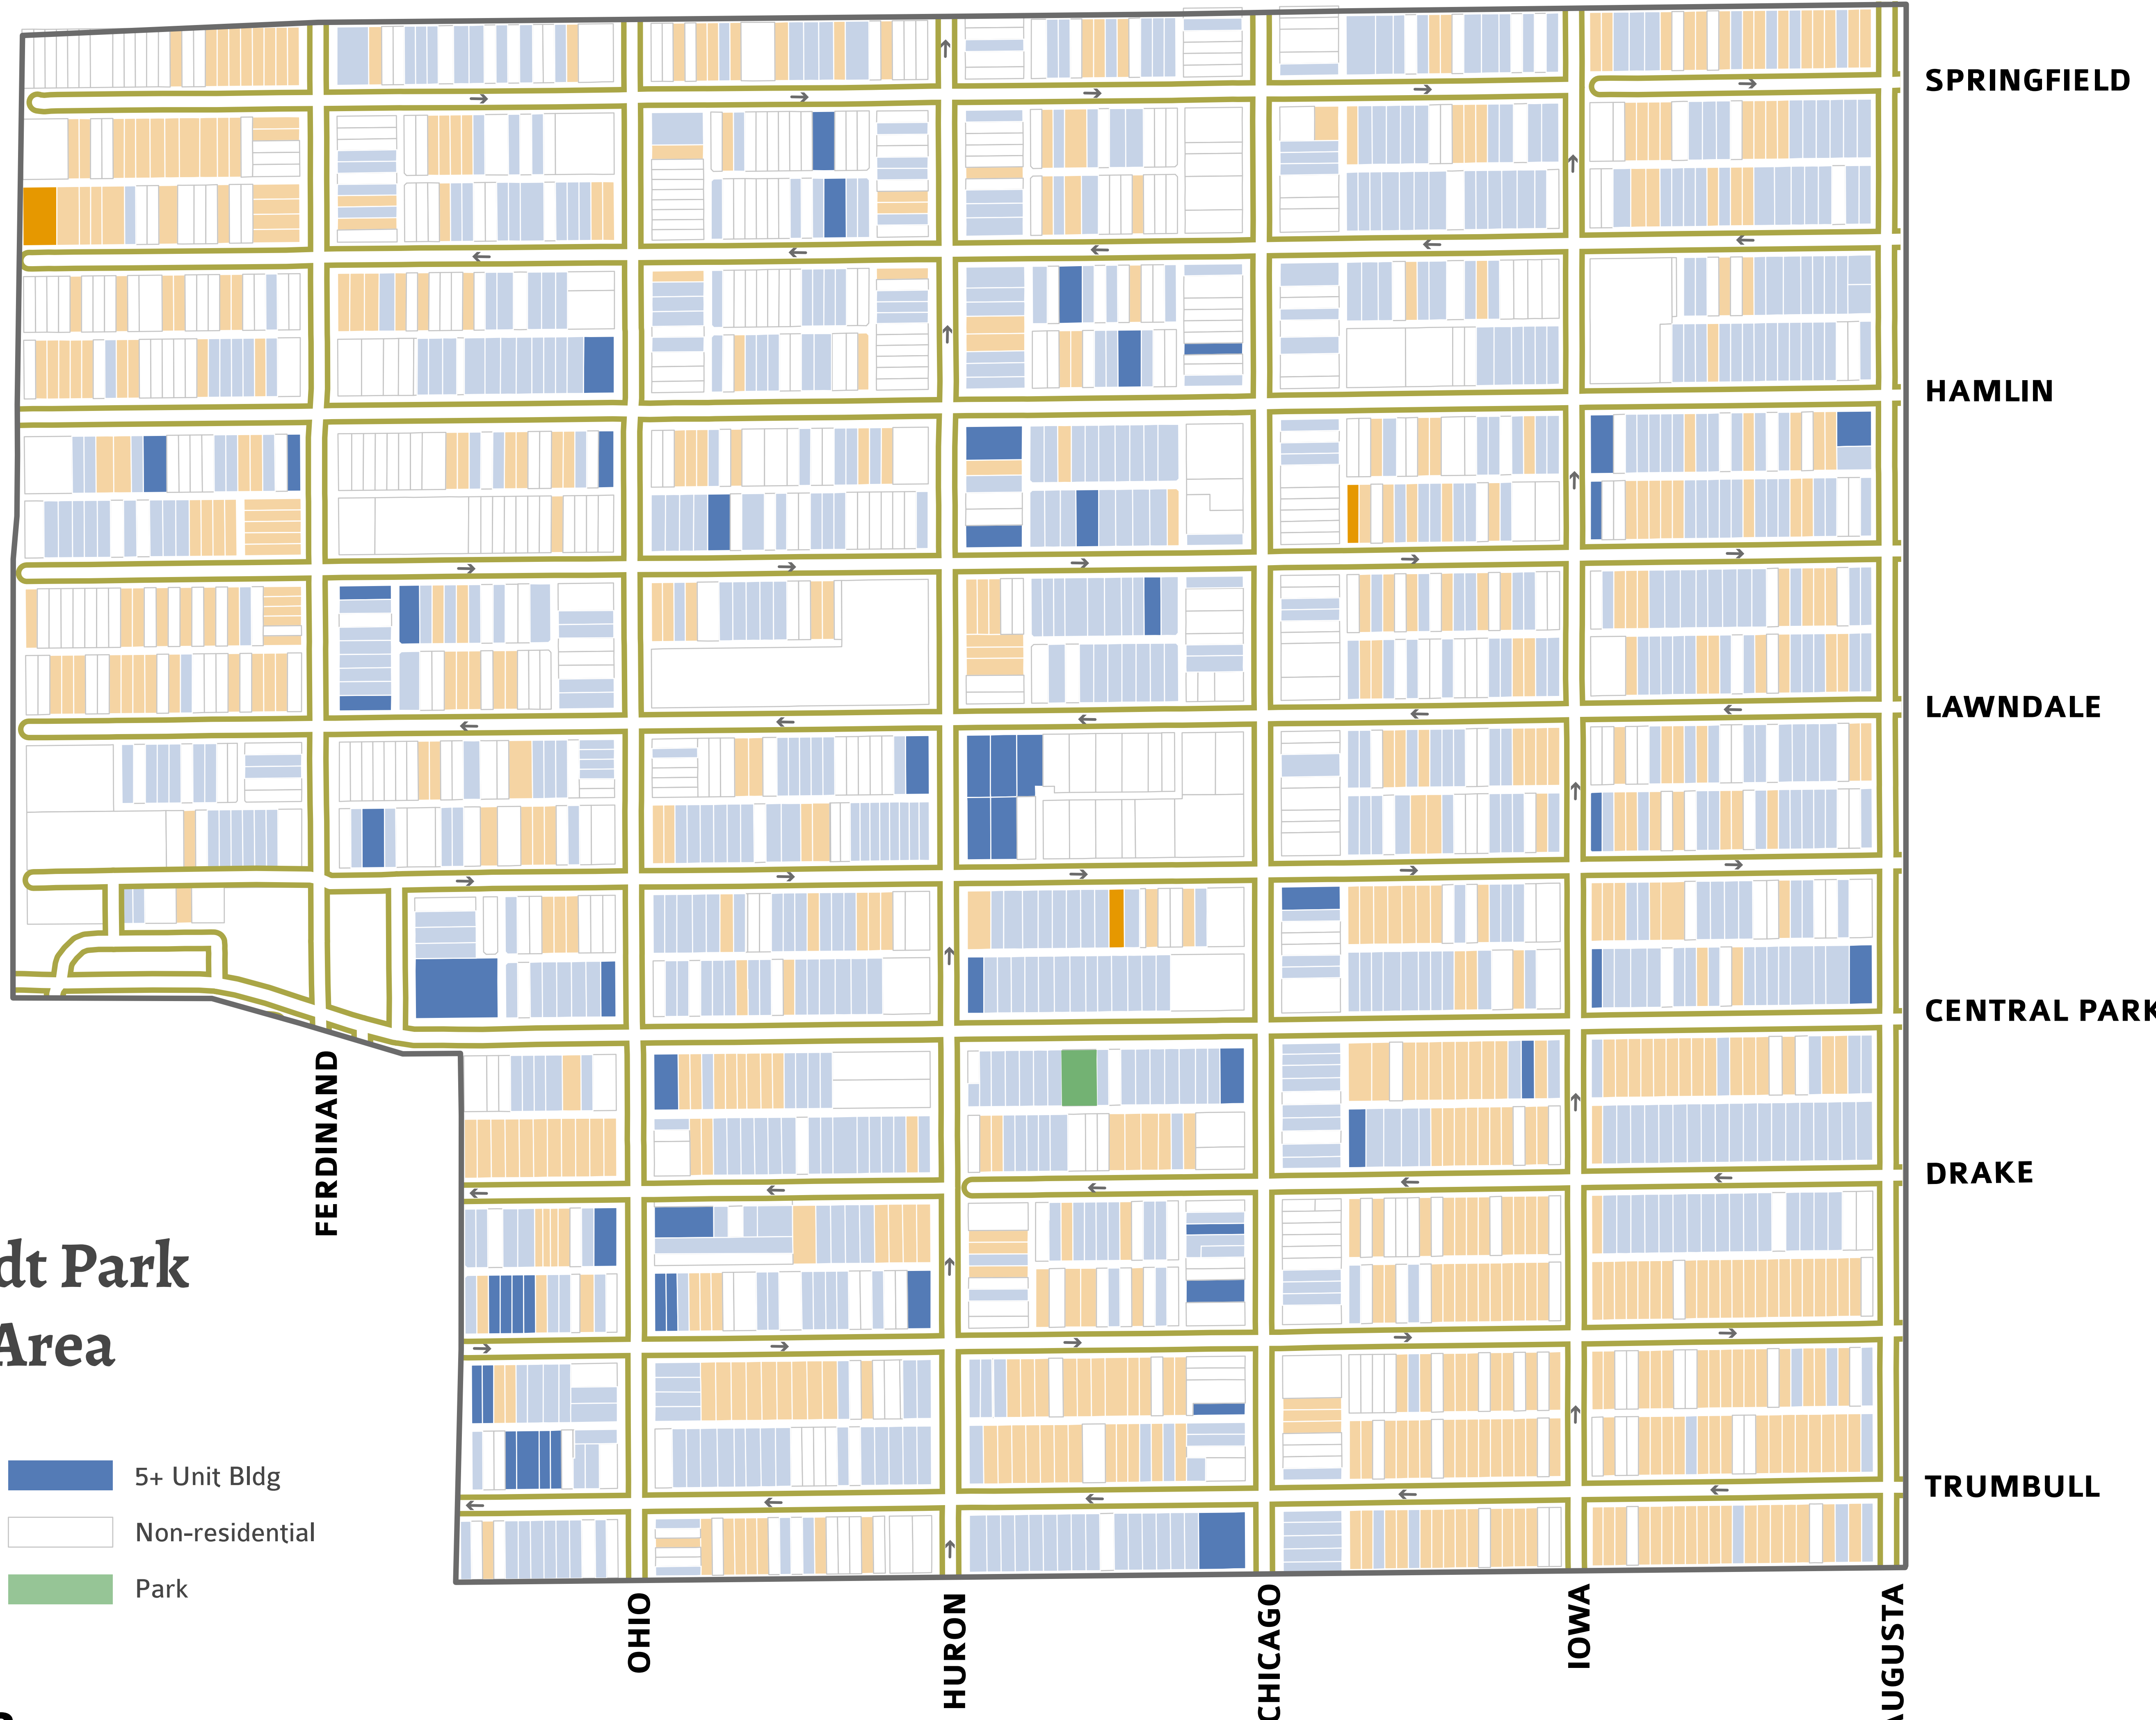 SPRINGFIELD
HAMLIN
LAWNDALE
CENTRAL PARK
DRAKE
TRUMBULL
FERDINAND
dt Park
Area
5+ Unit Bldg
Non-residential
Park
OHIO
HURON
CHICAGO
IOWA
AUGUSTA